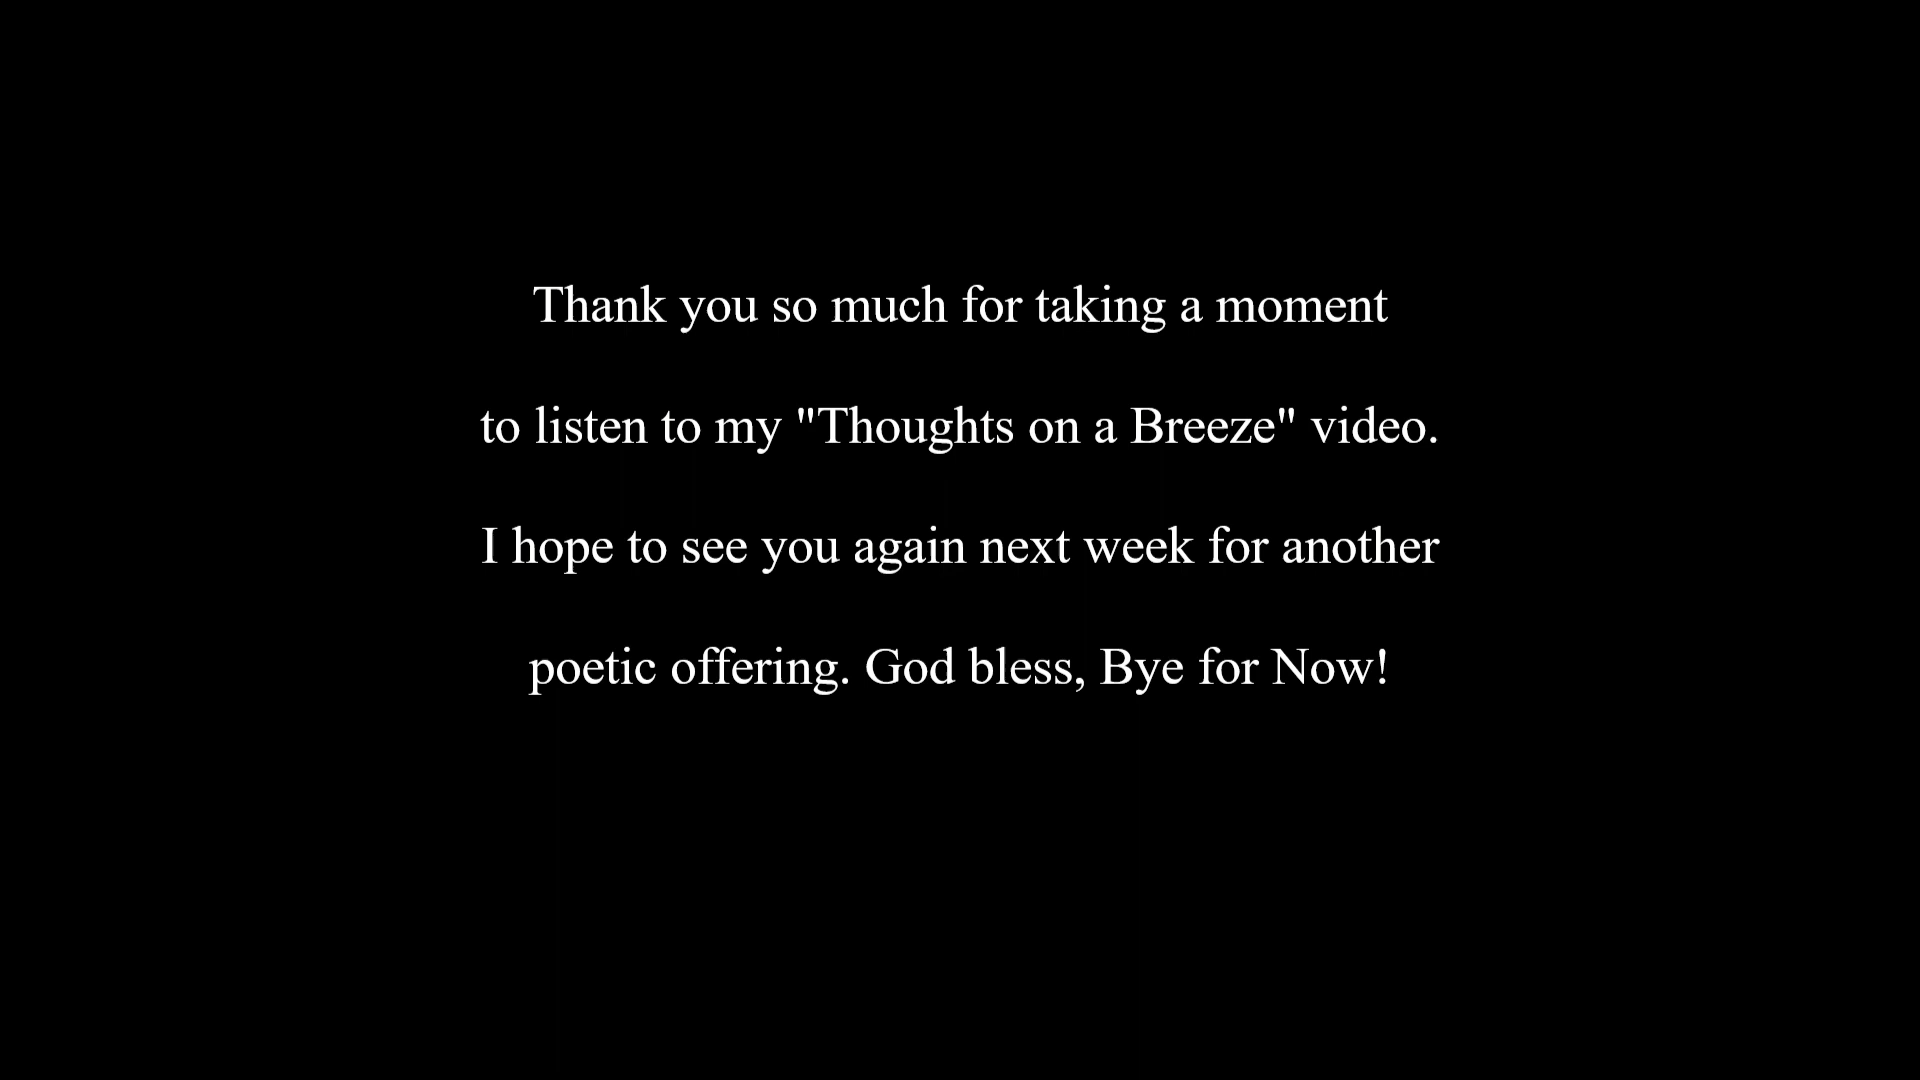 Thank you so much for taking a moment
to listen to my "Thoughts on a Breeze" video.
I hope to see you again next week for another
poetic offering. God bless, Bye for Now!